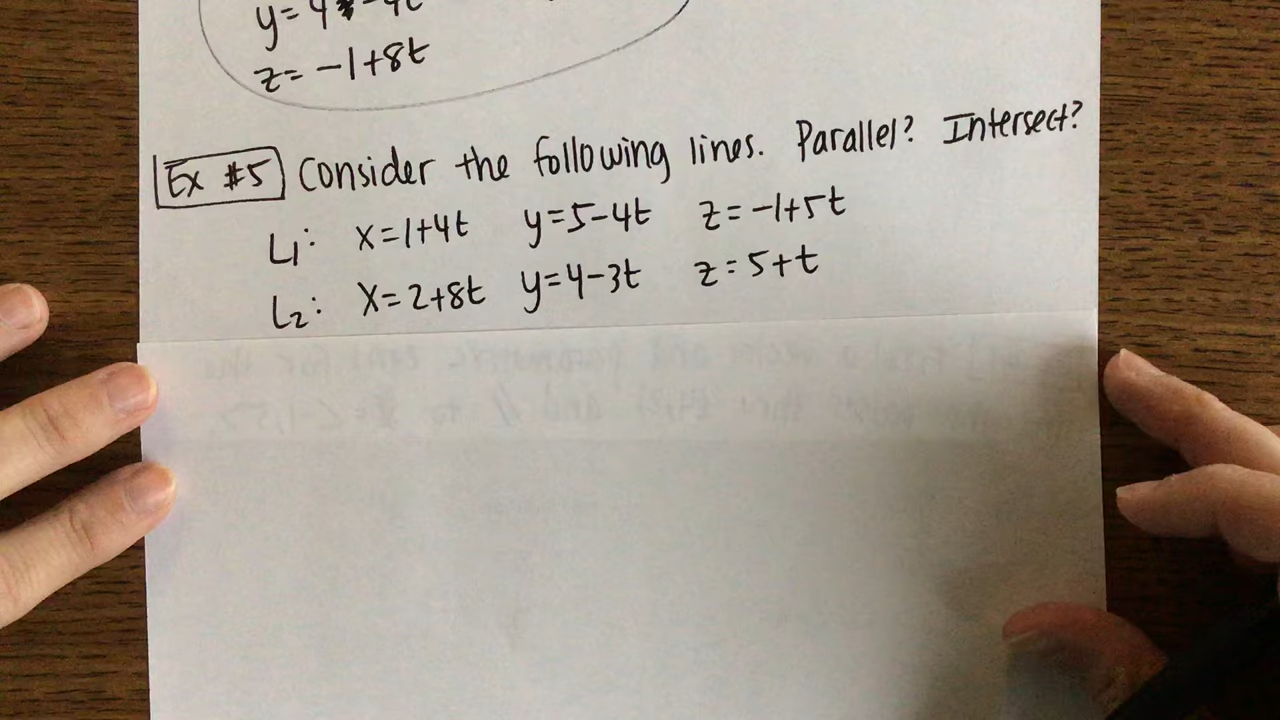 z= -1+8t
Ex #5 Consider the following lines. Parallel? Intersect?
L1: x=1+4t y=5-4t z=-1+5t
L2: x=2+8t y=4-3t z=5+t